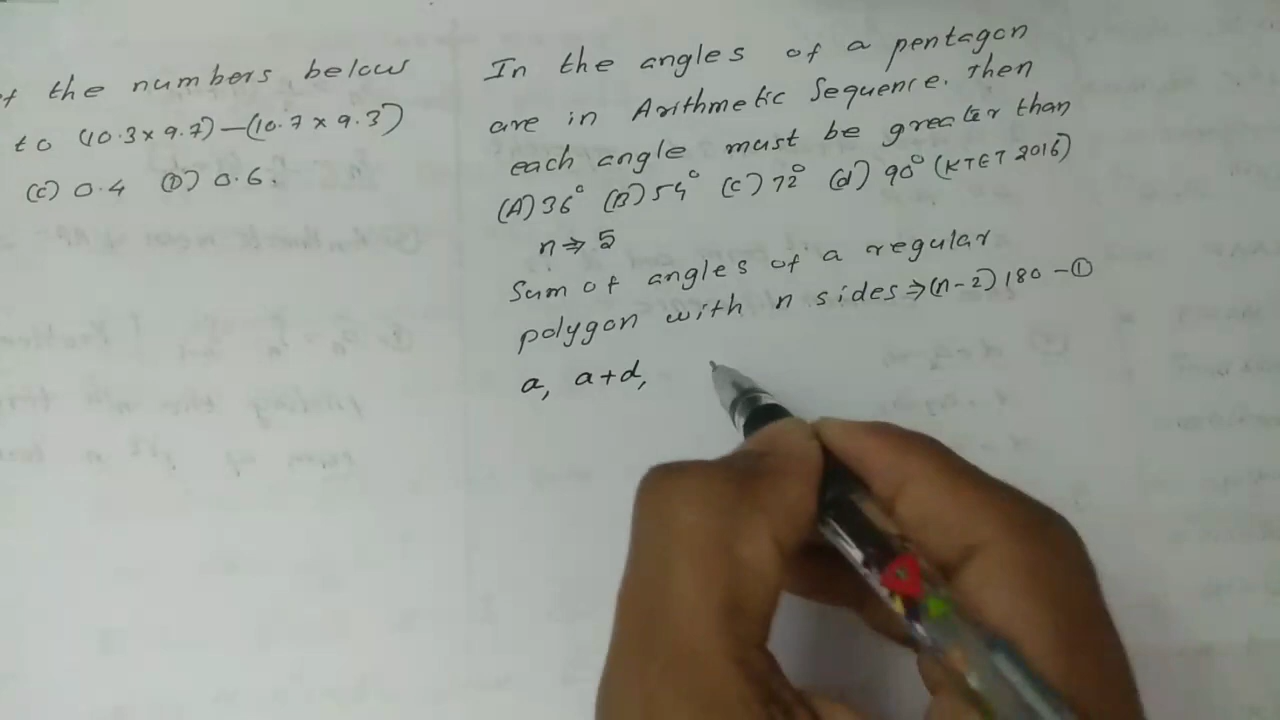 f the numbers below
to (10.3 x 9.7) - (10.7 x 9.3)
(C) 0.4 (D) 0.6.
In the angles of a pentagon
are in Arithmetic Sequence. Then
each angle must be greater than
(A) 36° (B) 54° (C) 72° (d) 90° (KTET 2016)
n ⇒ 5
Sum of angles of a regular
polygon with n sides ⇒ (n-2) 180 - ①
a, a+d,